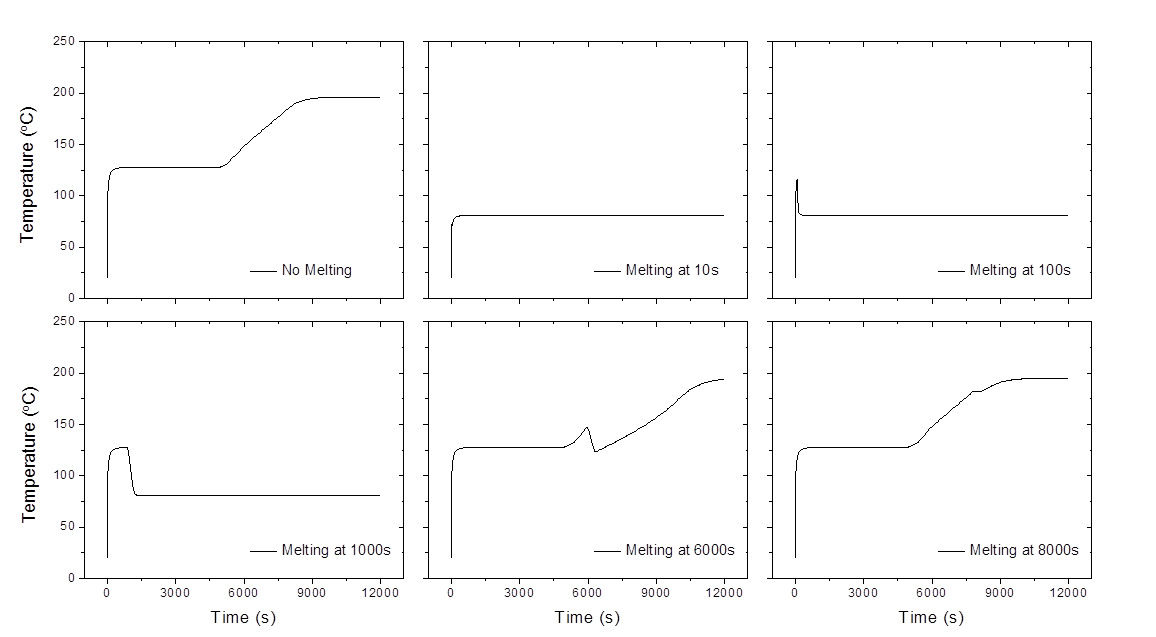 250
200
150
100
50
0
Temperature (°C)
No Melting
Melting at 10s
Melting at 100s
250
200
150
100
50
0
Temperature (°C)
Melting at 1000s
Melting at 6000s
Melting at 8000s
0 3000 6000 9000 12000
0 3000 6000 9000 12000
0 3000 6000 9000 12000
Time (s)
Time (s)
Time (s)